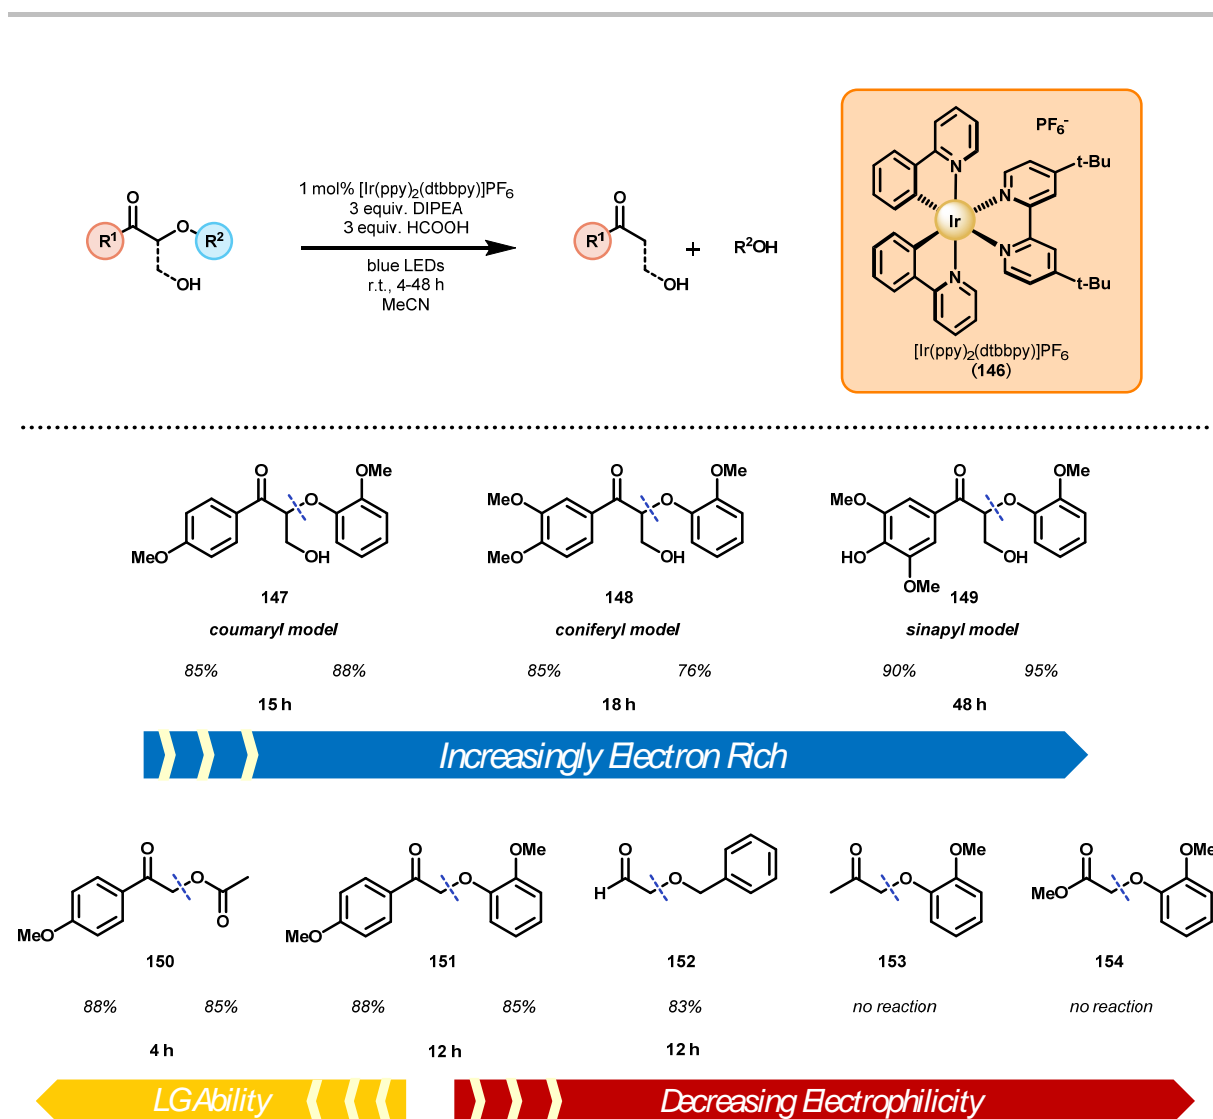 1 mol% [Ir(ppy)2(dtbbpy)]PF6
3 equiv. DIPEA
3 equiv. HCOOH
blue LEDs
r.t., 4-48 h
MeCN
O
R1
O
R2
OH
O
R1
OH
+
R2OH
PF6-
N
N
Ir
N
N
t-Bu
t-Bu
[Ir(ppy)2(dtbbpy)]PF6
(146)
O
O
OMe
MeO
OH
147
coumaryl model
85%
88%
15 h
O
O
OMe
MeO
MeO
OH
148
coniferyl model
85%
76%
18 h
O
O
OMe
MeO
HO
OMe
OH
149
sinapyl model
90%
95%
48 h
Increasingly Electron Rich
O
O
O
MeO
150
88%
85%
4 h
O
O
OMe
MeO
151
88%
85%
12 h
O
H
O
152
83%
12 h
O
O
OMe
153
no reaction
O
MeO
O
OMe
154
no reaction
LG Ability
Decreasing Electrophilicity